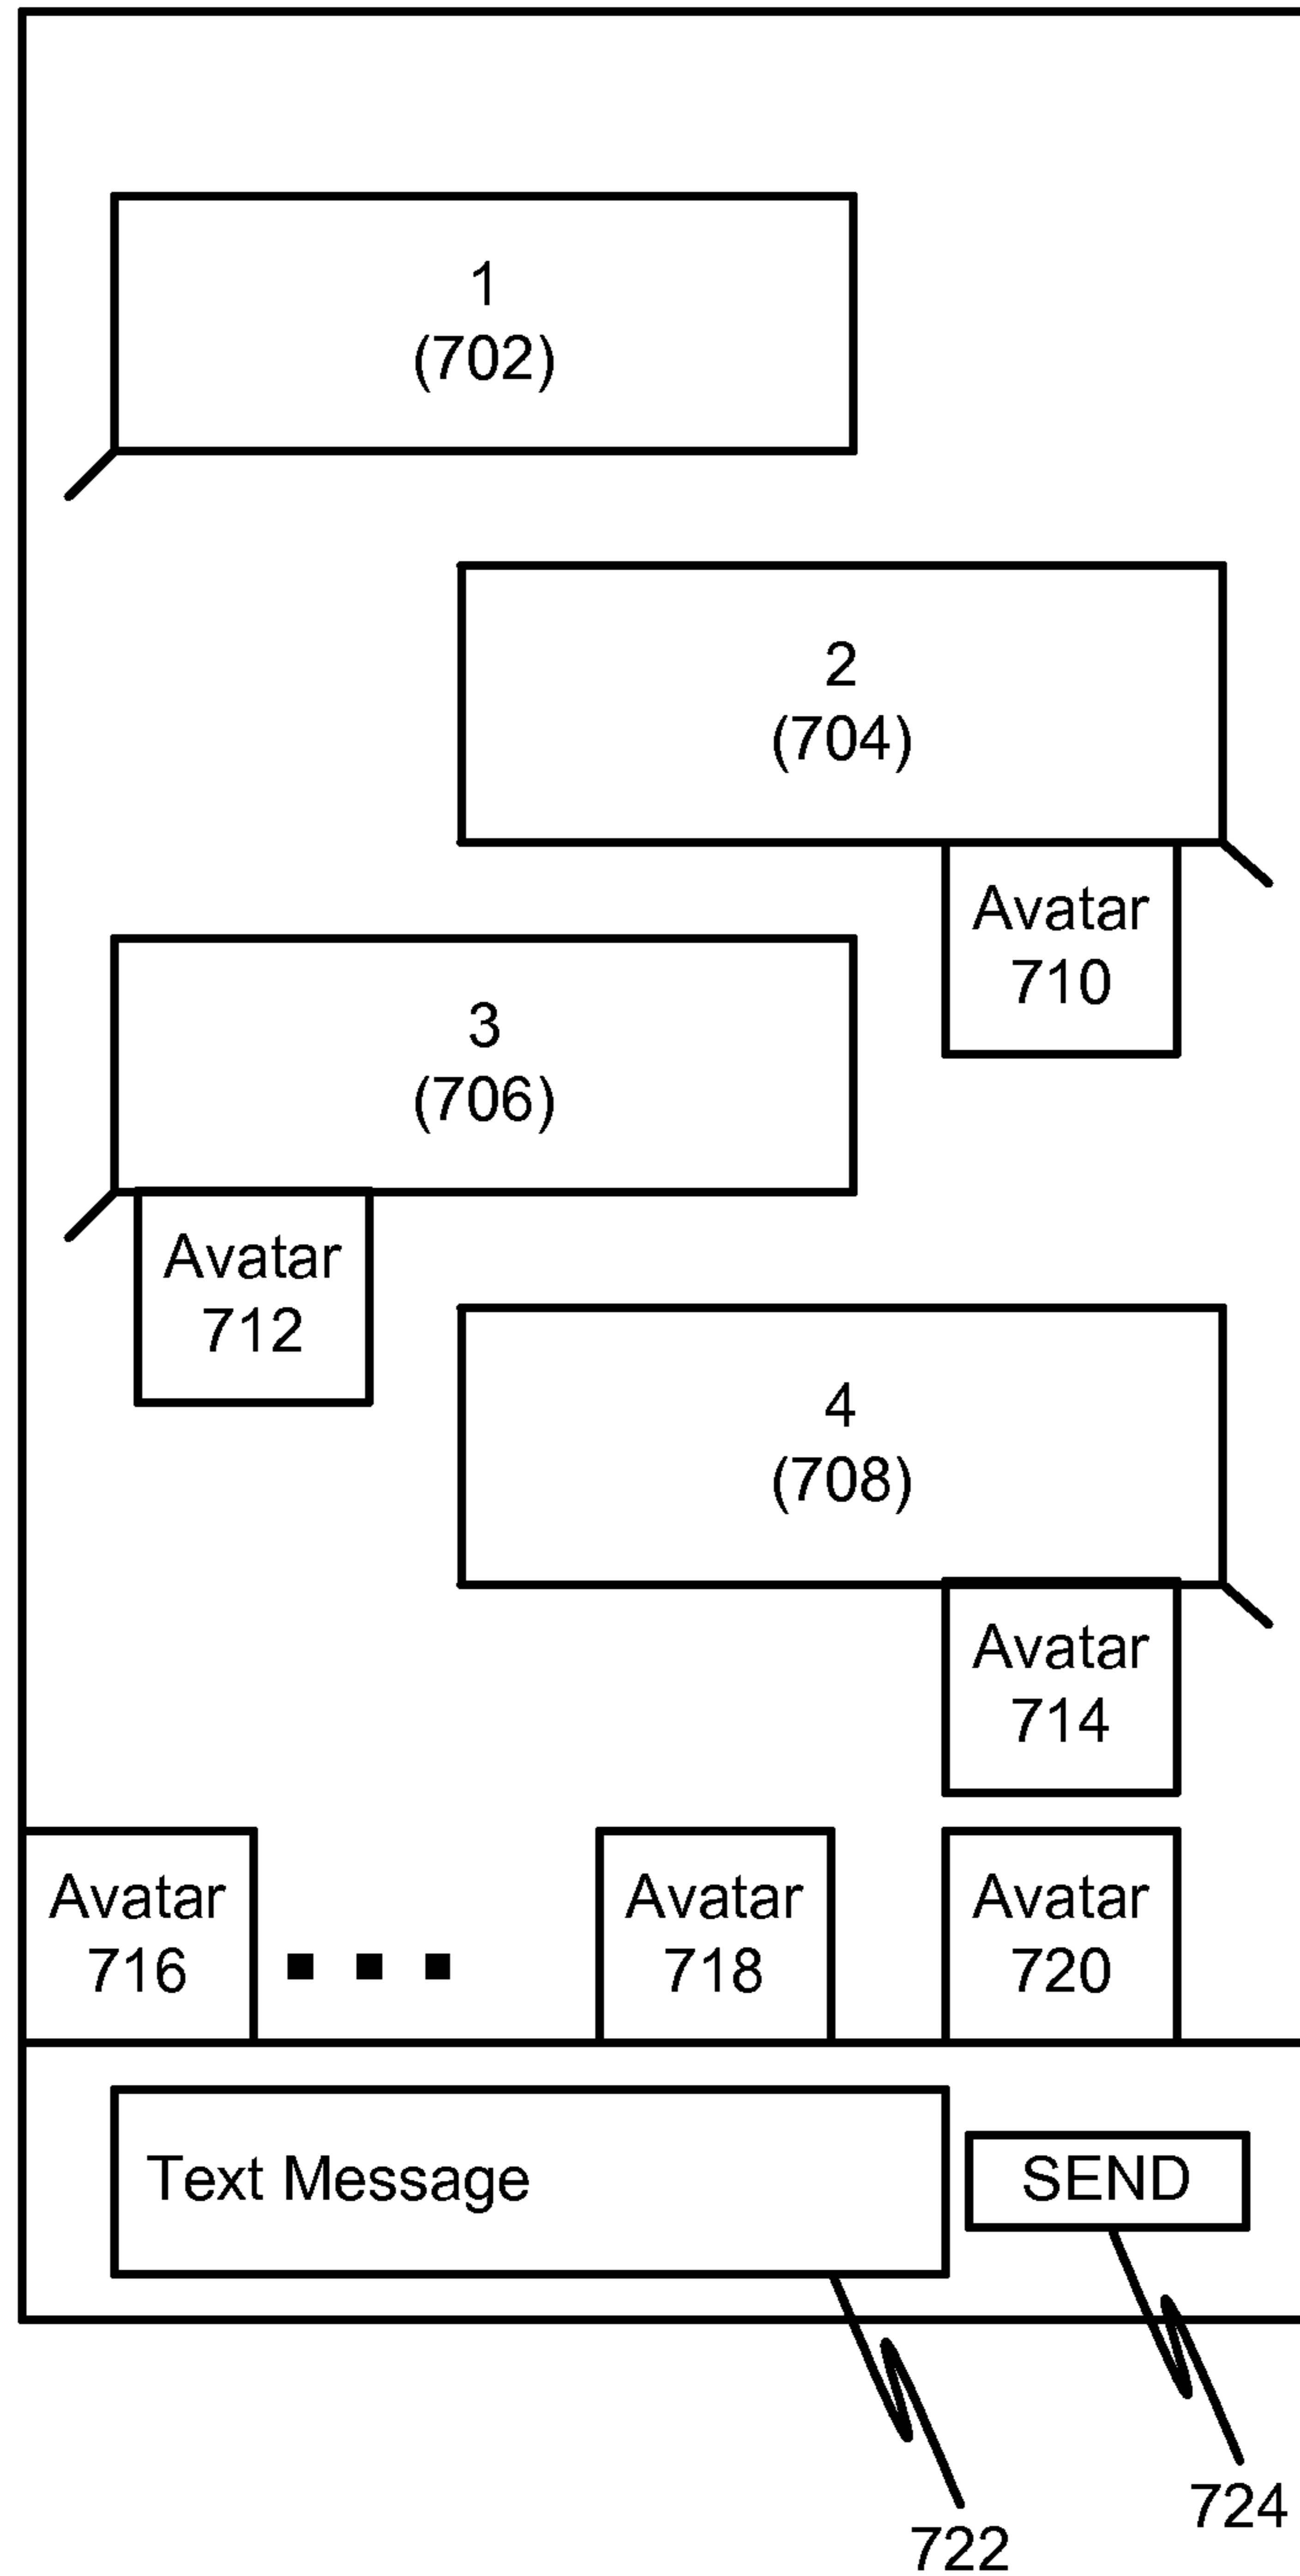 1
(702)
2
(704)
Avatar
710
3
(706)
Avatar
712
4
(708)
Avatar
714
Avatar
716
Avatar
718
Avatar
720
Text Message
SEND
722
724